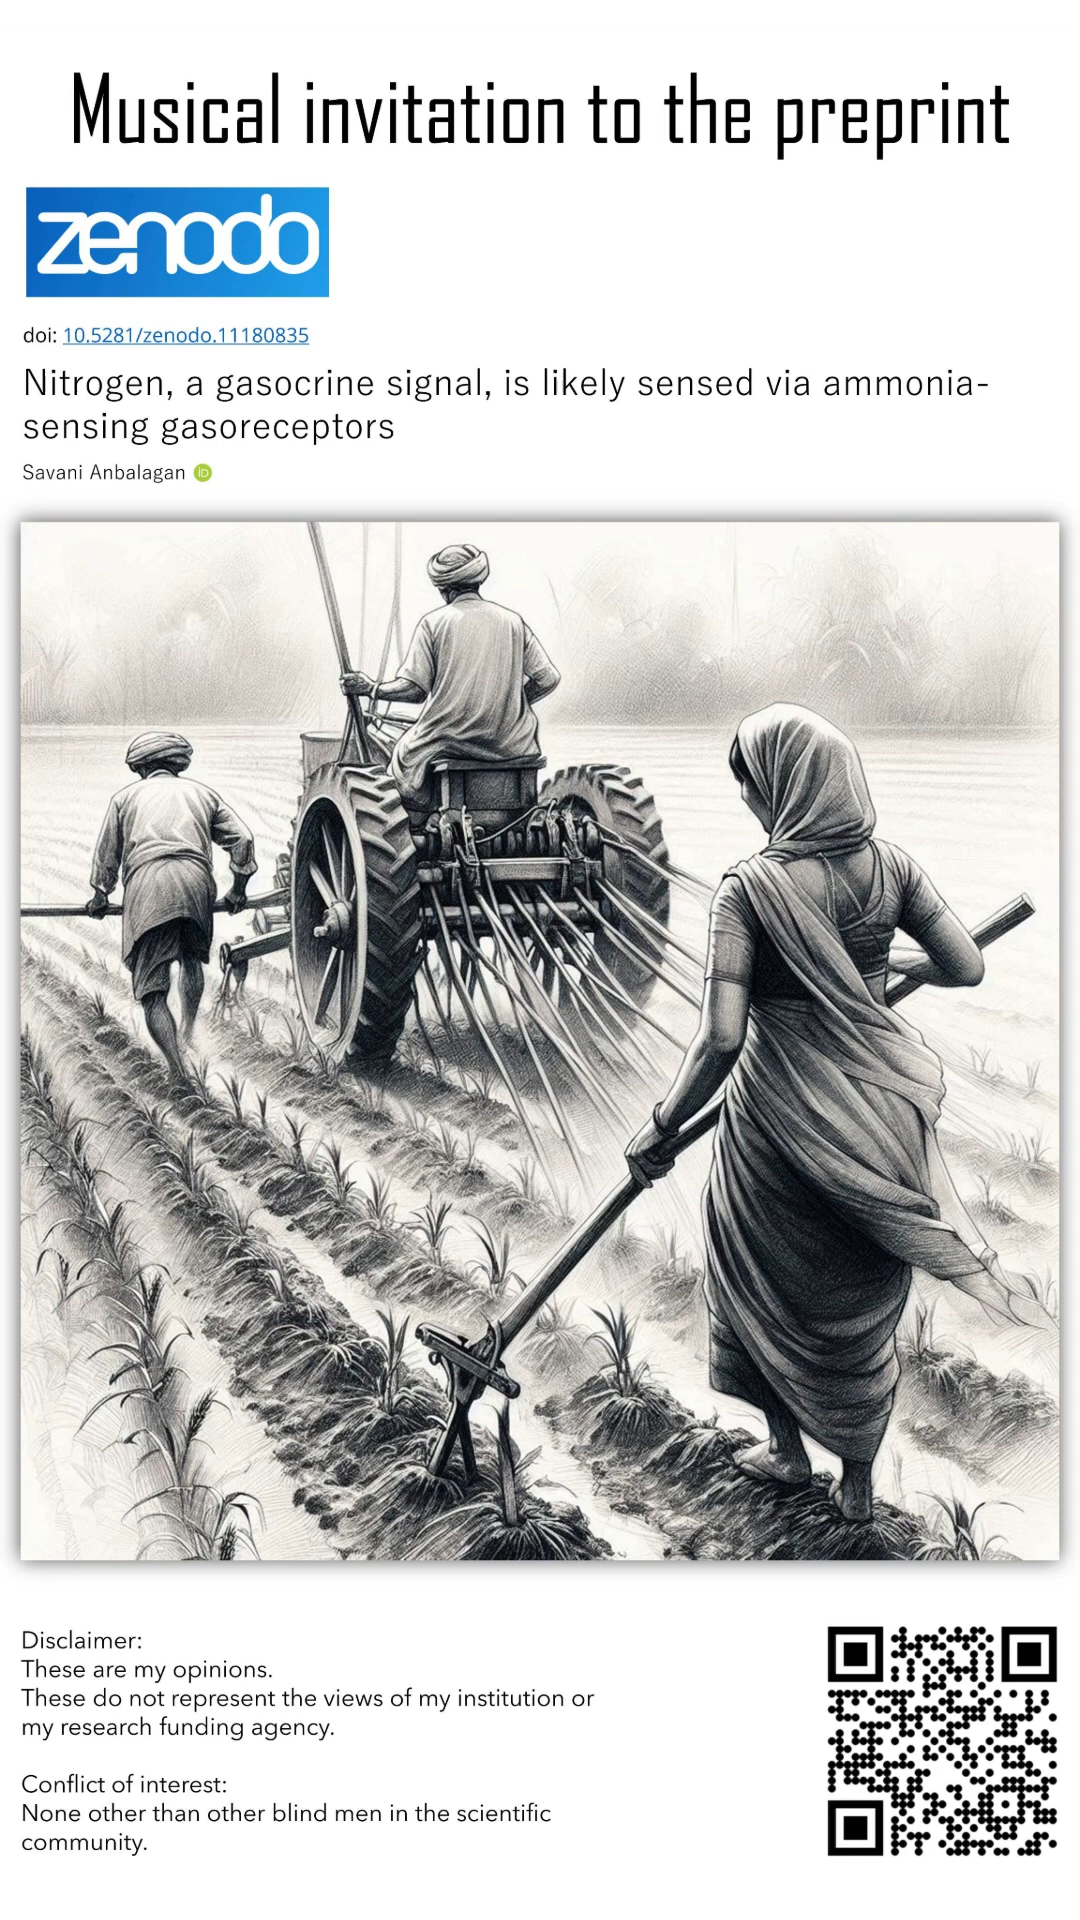 Musical invitation to the preprint
zenodo
doi: 10.5281/zenodo.11180835
Nitrogen, a gasocrine signal, is likely sensed via ammonia-
sensing gasoreceptors
Savani Anbalagan iD
Disclaimer:
These are my opinions.
These do not represent the views of my institution or
my research funding agency.
Conflict of interest:
None other than other blind men in the scientific
community.